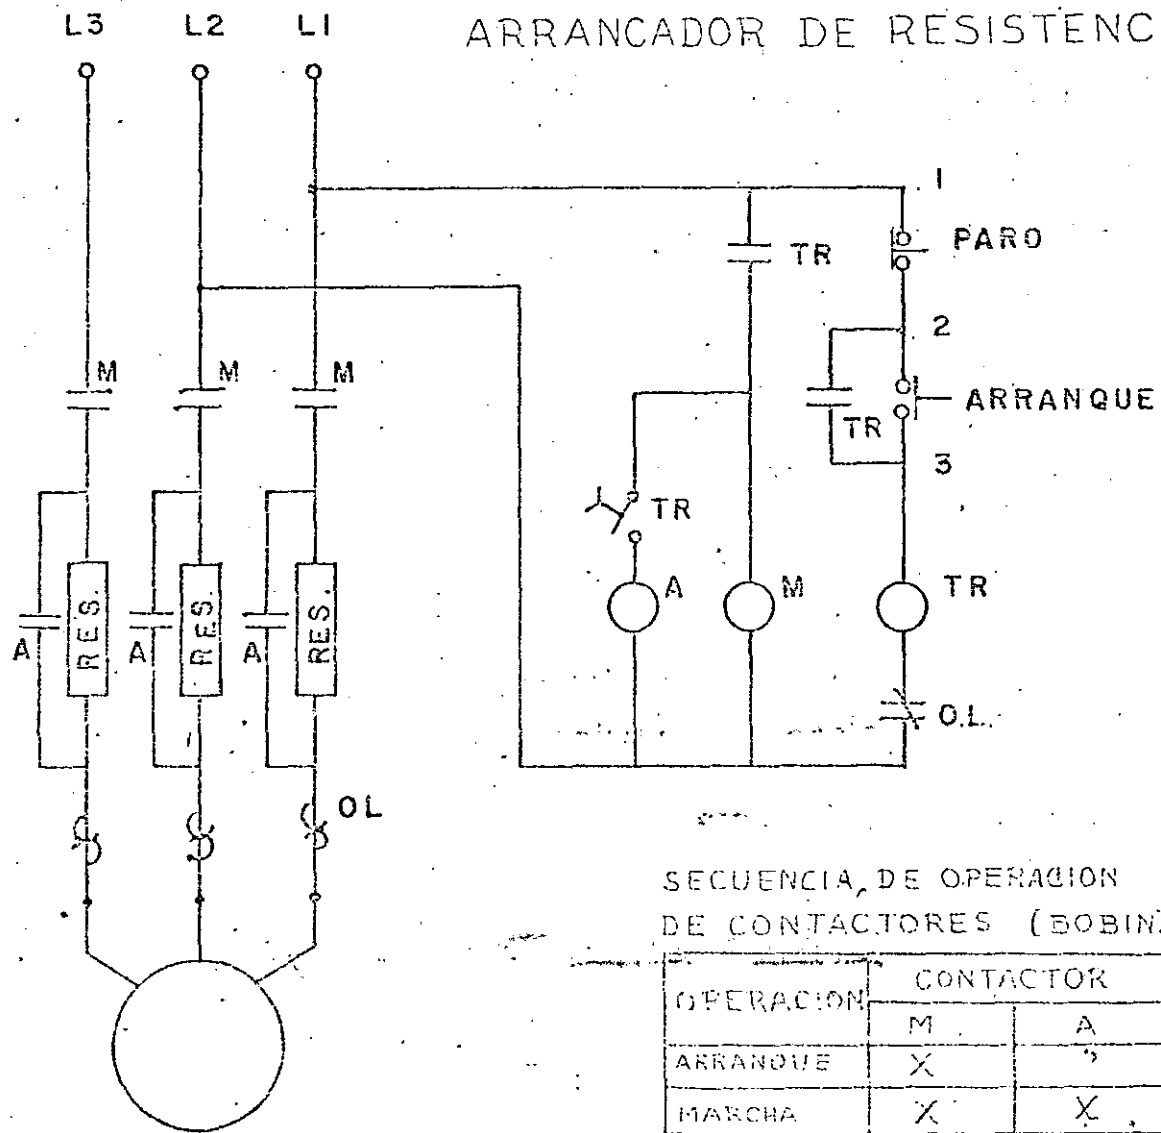 L3 L2 L1 ARRANCADOR DE RESISTENC
1
PARO
TR
2
M M M
ARRANQUE
TR
3
TR
A M TR
RES. RES. RES.
A A A
O.L.
OL
SECUENCIA, DE OPERACION
DE CONTACTORES (BOBIN
OPERACION CONTACTOR
M A
ARRANQUE X
MARCHA X X